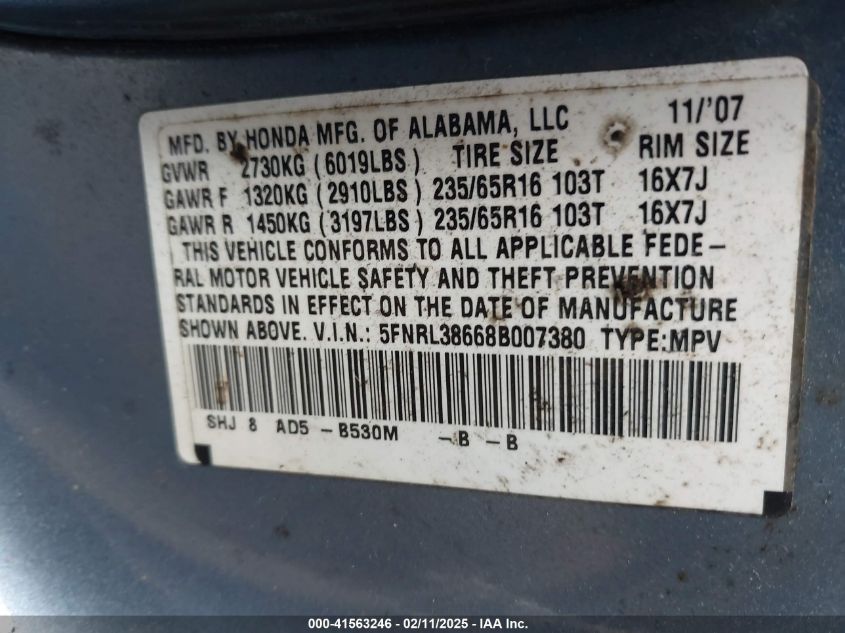 MFD. BY HONDA MFG. OF ALABAMA, LLC 11/'07
GVWR 2730KG (6019LBS) TIRE SIZE RIM SIZE
GAWR F 1320KG (2910LBS) 235/65R16 103T 16X7J
GAWR R 1450KG (3197LBS) 235/65R16 103T 16X7J
THIS VEHICLE CONFORMS TO ALL APPLICABLE FEDE-
RAL MOTOR VEHICLE SAFETY AND THEFT PREVENTION
STANDARDS IN EFFECT ON THE DATE OF MANUFACTURE
SHOWN ABOVE. V.I.N.: 5FNRL38668B007380 TYPE:MPV
SHJ 8 AD5 -B530M -B -B
000-41563246 - 02/11/2025 - IAA Inc.